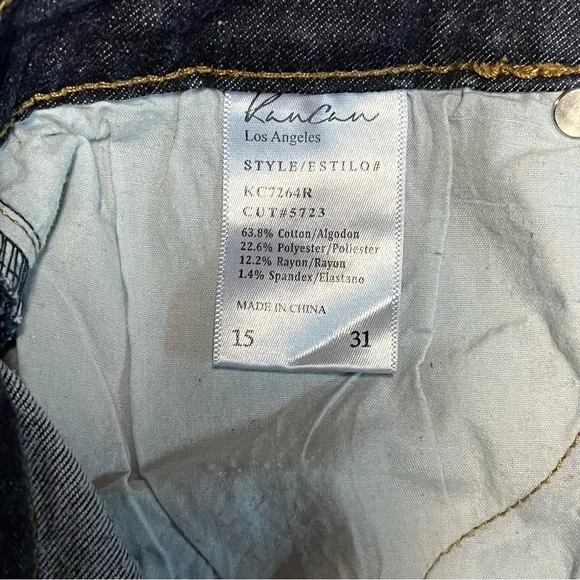 KanCan
Los Angeles
STYLE/ESTILO#
KC7264R
CUT#5723
63.8% Cotton/Algodon
22.6% Polyester/Poliester
12.2% Rayon/Rayon
1.4% Spandex/Elastano
MADE IN CHINA
15 31